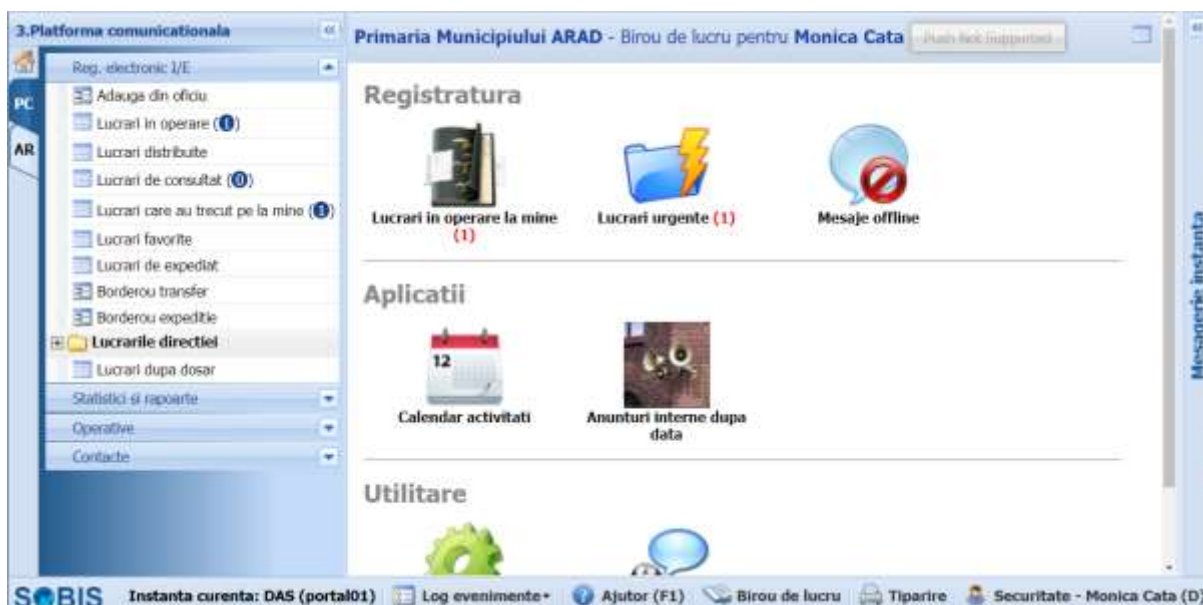 3.Platforma comunicationala
Reg. electronic I/E
PC
AR
Adauga din oficiu
Lucrari in operare (1)
Lucrari distribuite
Lucrari de consultat (0)
Lucrari care au trecut pe la mine (1)
Lucrari favorite
Lucrari de expediat
Borderou transfer
Borderou expeditie
Lucrarile directiei
Lucrari dupa dosar
Statistici si rapoarte
Operative
Contacte
Primaria Municipiului ARAD - Birou de lucru pentru Monica Cata
Push Not Supported
Registratura
Lucrari in operare la mine
(1)
Lucrari urgente (1)
Mesaje offline
Aplicatii
12
Calendar activitati
Anunturi interne dupa
data
Utilitare
Mesagerie instanta
SOBIS
Instanta curenta: DAS (portal01)
Log evenimente
Ajutor (F1)
Birou de lucru
Tiparire
Securitate - Monica Cata (D